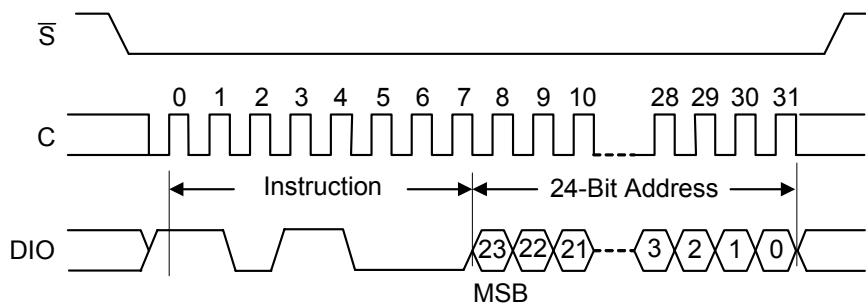 S̅
0 1 2 3 4 5 6 7 8 9 10 28 29 30 31
C
Instruction 24-Bit Address
DIO 23 22 21 3 2 1 0
MSB